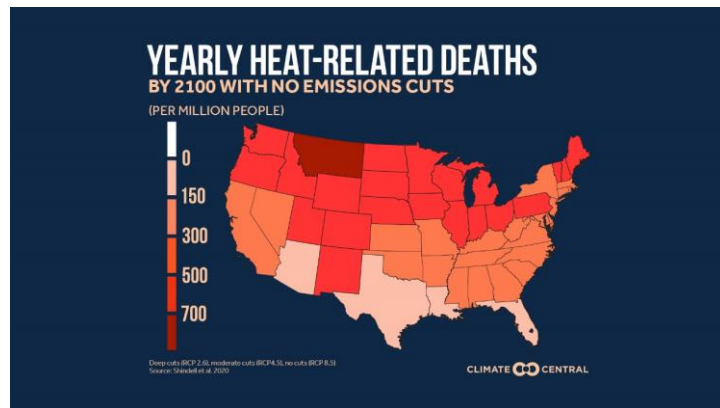 YEARLY HEAT-RELATED DEATHS
BY 2100 WITH NO EMISSIONS CUTS
(PER MILLION PEOPLE)
0
150
300
500
700
Deep cuts (RCP 2.6), moderate cuts (RCP4.5), no cuts (RCP 8.5)
Source: Shindell et al. 2020
CLIMATE CENTRAL